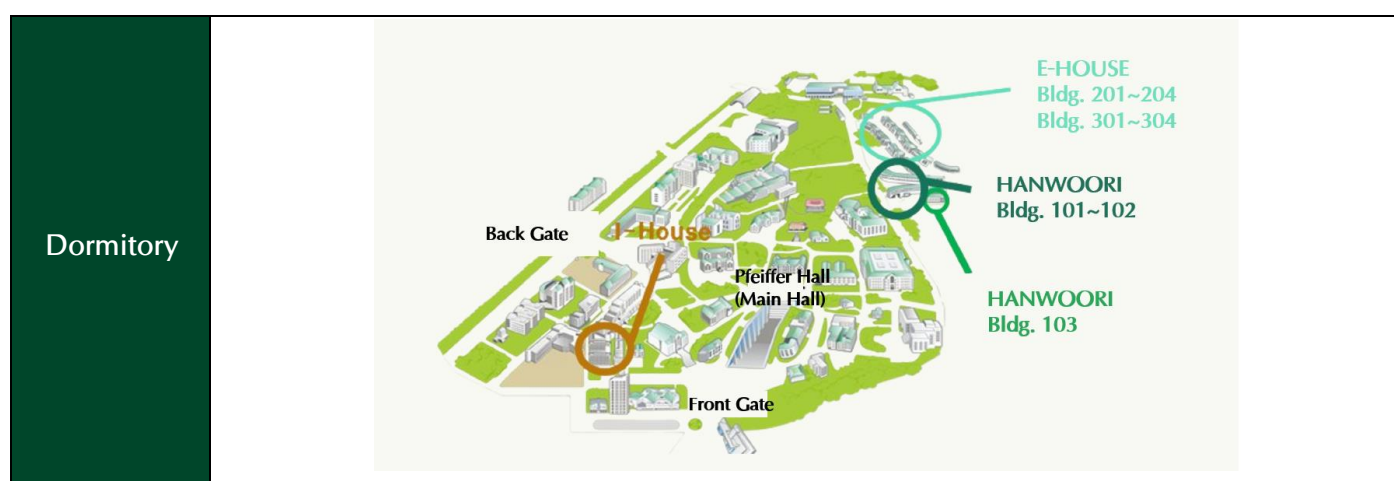 Dormitory
E-HOUSE
Bldg. 201~204
Bldg. 301~304
HANWOORI
Bldg. 101~102
Back Gate
I-House
Pfeiffer Hall
(Main Hall)
HANWOORI
Bldg. 103
Front Gate